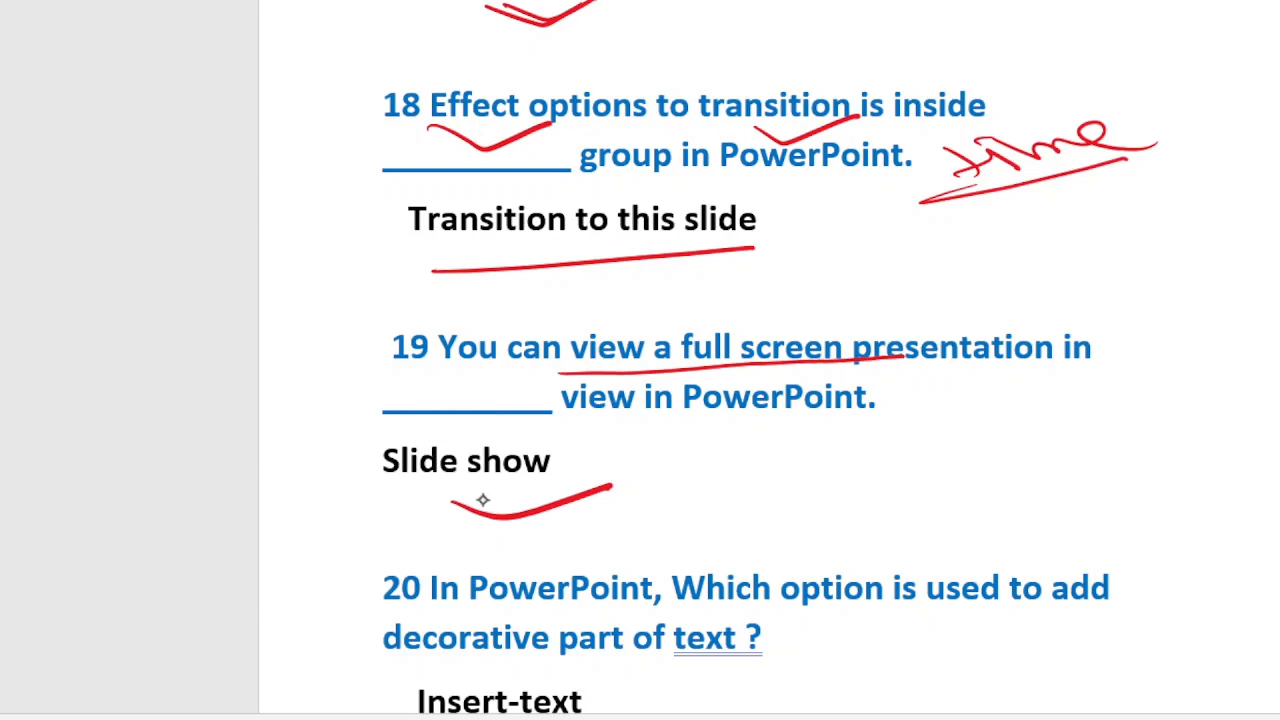 18 Effect options to transition is inside
__________ group in PowerPoint.
Transition to this slide
19 You can view a full screen presentation in
_________ view in PowerPoint.
Slide show
20 In PowerPoint, Which option is used to add
decorative part of text ?
Insert-text